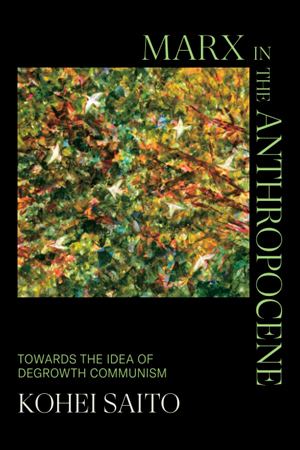 MARX IN THE ANTHROPOCENE
TOWARDS THE IDEA OF
DEGROWTH COMMUNISM
KOHEI SAITO